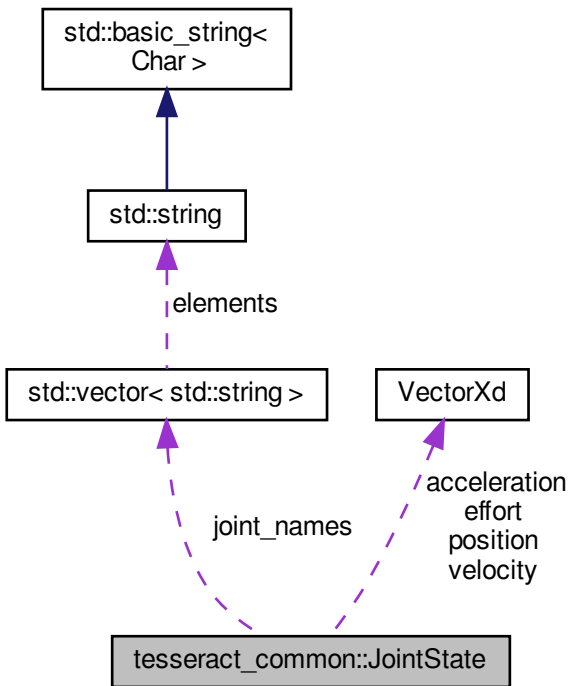 std::basic_string<
Char >
std::string
elements
std::vector< std::string >
VectorXd
acceleration
effort
position
velocity
joint_names
tesseract_common::JointState